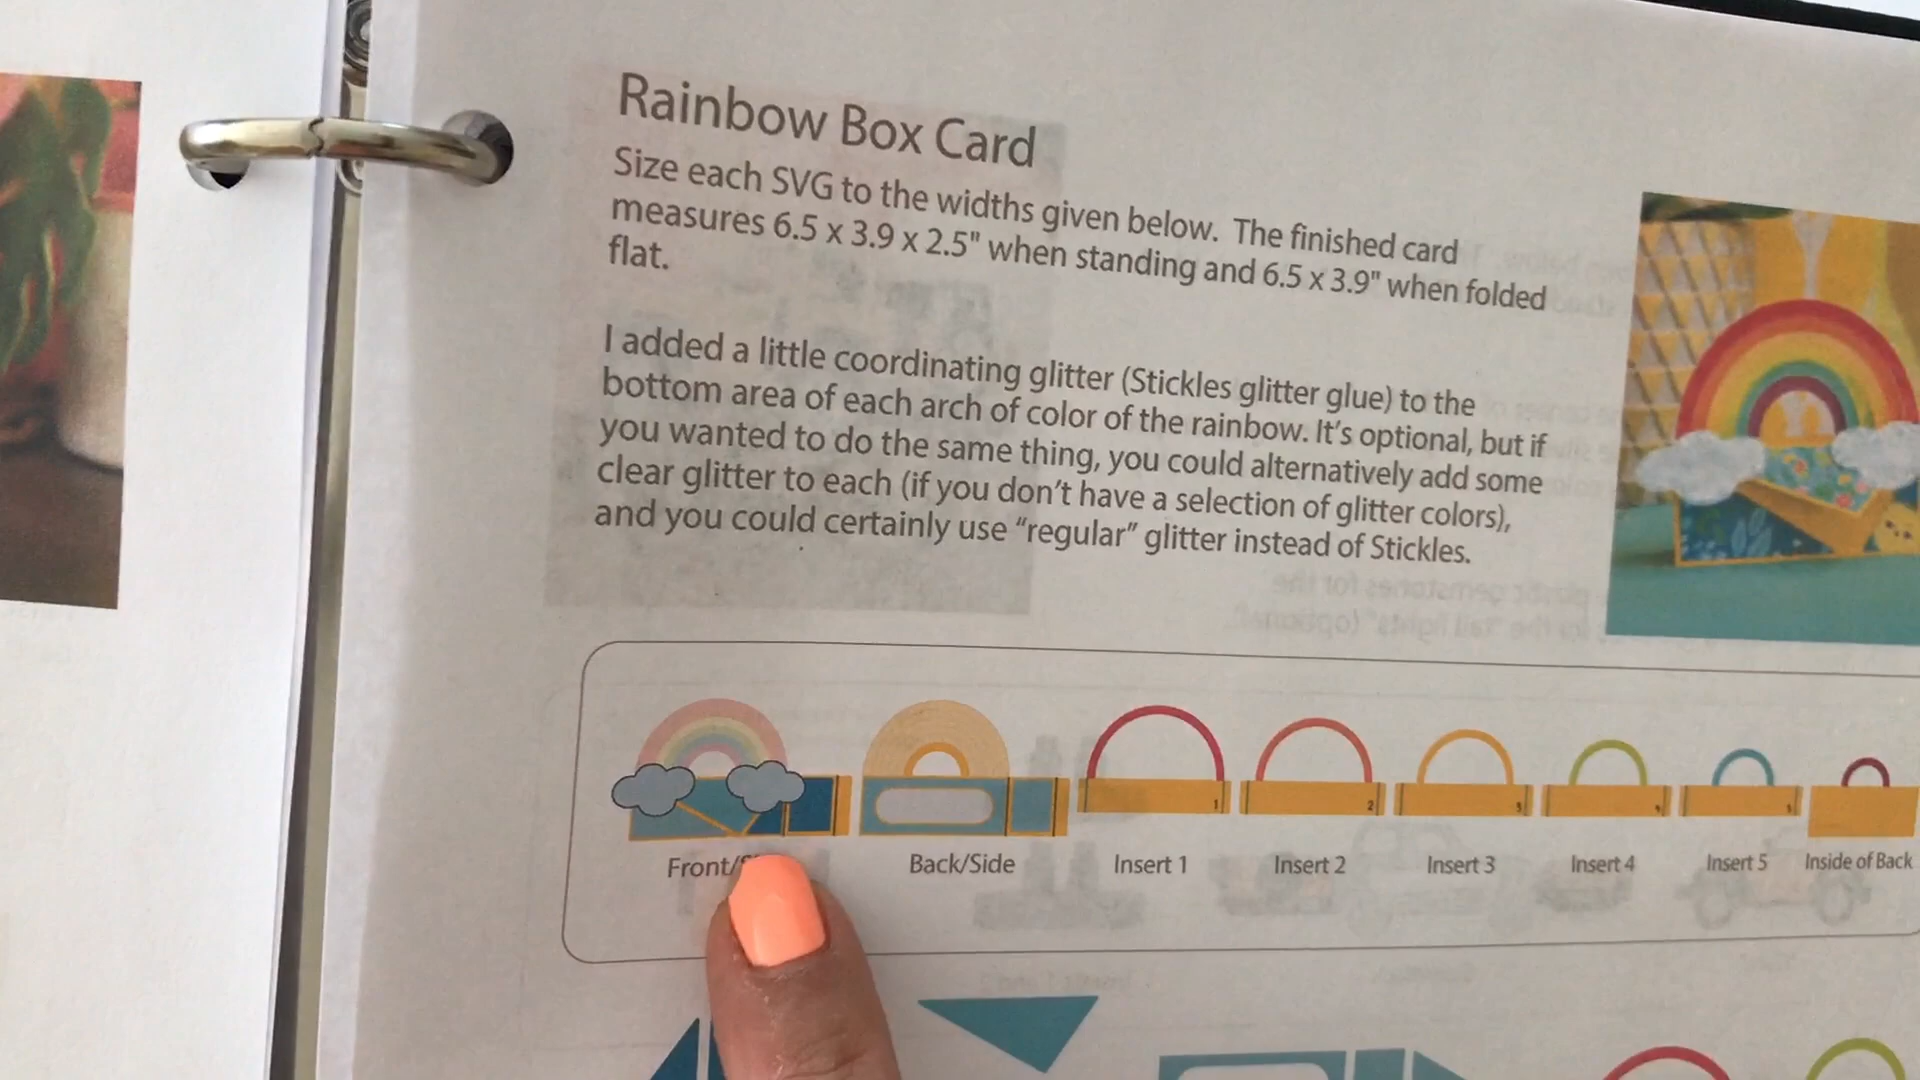 Rainbow Box Card
Size each SVG to the widths given below. The finished card
measures 6.5 x 3.9 x 2.5" when standing and 6.5 x 3.9" when folded
flat.
I added a little coordinating glitter (Stickles glitter glue) to the
bottom area of each arch of color of the rainbow. It's optional, but if
you wanted to do the same thing, you could alternatively add some
clear glitter to each (if you don't have a selection of glitter colors),
and you could certainly use “regular” glitter instead of Stickles.
1 2 3
Front/ Back/Side Insert 1 Insert 2 Insert 3 Insert 4 Insert 5 Inside of Back